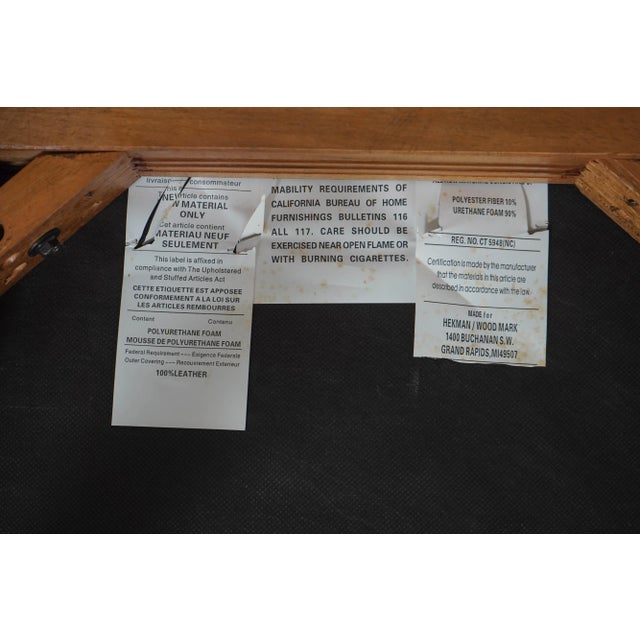 livraison consommateur
This article contains
NEW MATERIAL
ONLY
Cet article contient
MATERIAU NEUF
SEULEMENT
This label is affixed in
compliance with The Upholstered
and Stuffed Articles Act
CETTE ETIQUETTE EST APPOSEE
CONFORMEMENT A LA LOI SUR
LES ARTICLES REMBOURRES
Content Contenu
POLYURETHANE FOAM
MOUSSE DE POLYURETHANE FOAM
Federal Requirement --- Exigence Federale
Outer Covering --- Recouvrement Exterieur
100%LEATHER
MABILITY REQUIREMENTS OF
CALIFORNIA BUREAU OF HOME
FURNISHINGS BULLETINS 116
ALL 117. CARE SHOULD BE
EXERCISED NEAR OPEN FLAME OR
WITH BURNING CIGARETTES.
POLYESTER FIBER 10%
URETHANE FOAM 90%
REG. NO. CT 5948(NC)
Certification is made by the manufacturer
that the materials in this article are
described in accordance with the law.
MADE for
HEKMAN / WOOD MARK
1400 BUCHANAN S.W.
GRAND RAPIDS,MI49507